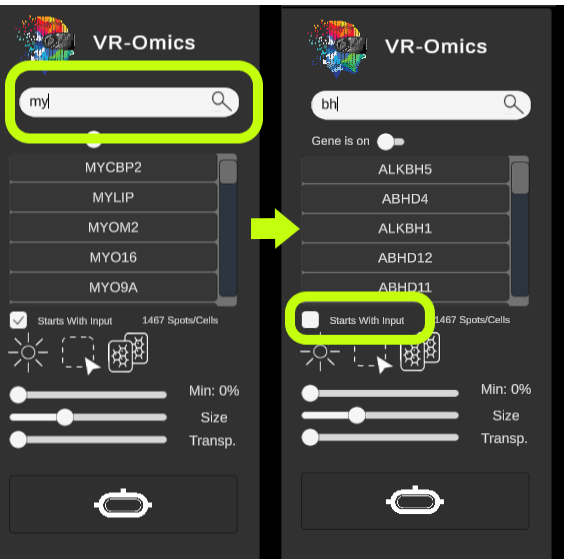 VR-Omics
my
MYCBP2
MYLIP
MYOM2
MYO16
MYO9A
Starts With Input
1467 Spots/Cells
Min: 0%
Size
Transp.
VR-Omics
bh
Gene is on
ALKBH5
ABHD4
ALKBH1
ABHD12
ABHD11
Starts With Input
1467 Spots/Cells
Min: 0%
Size
Transp.